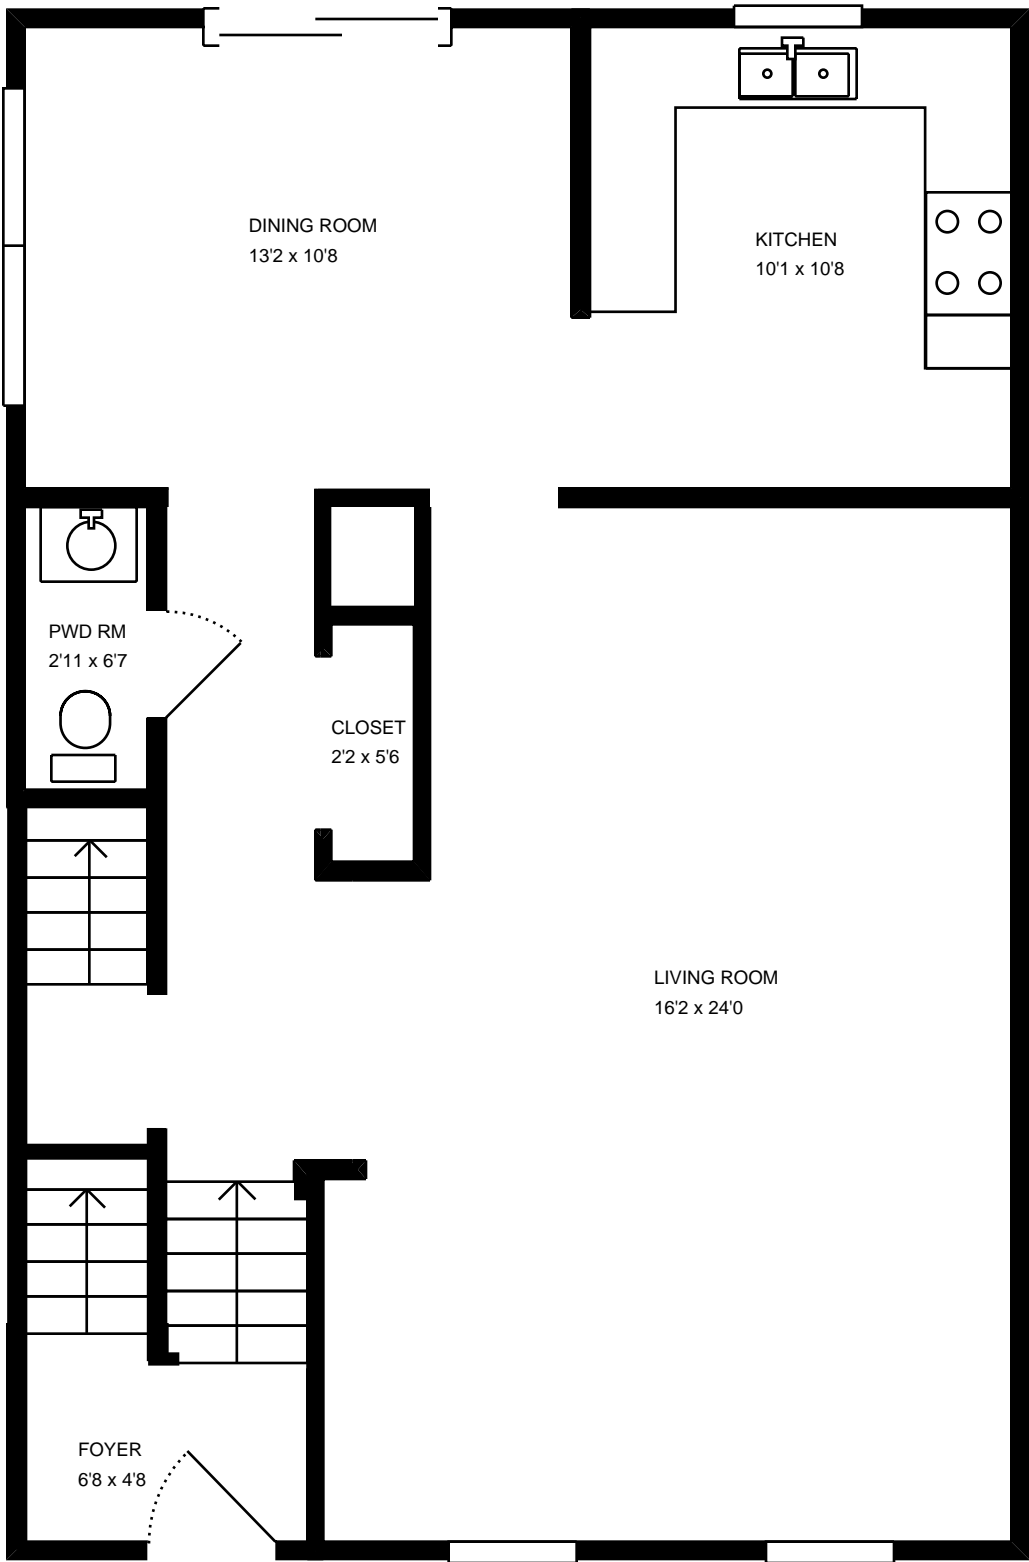 DINING ROOM
13'2 x 10'8
KITCHEN
10'1 x 10'8
PWD RM
2'11 x 6'7
CLOSET
2'2 x 5'6
LIVING ROOM
16'2 x 24'0
FOYER
6'8 x 4'8